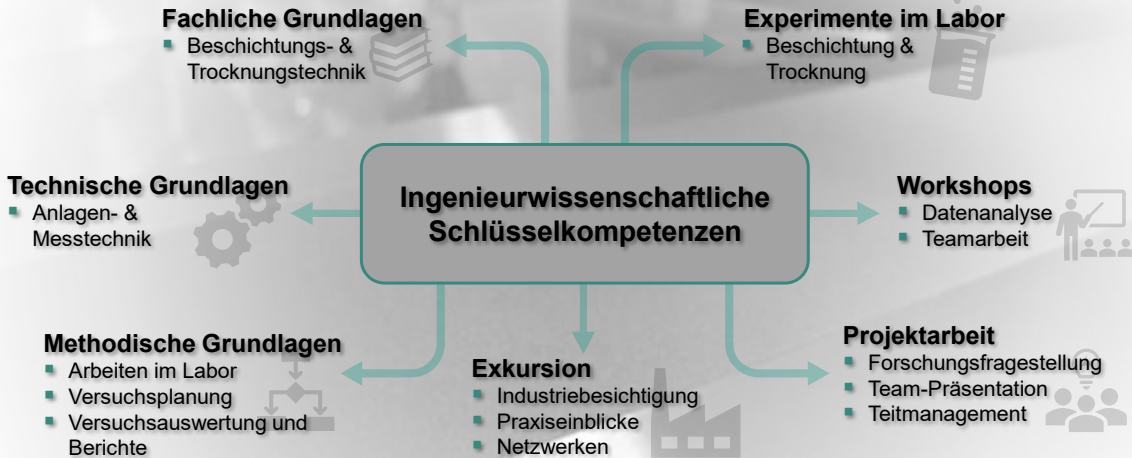 Fachliche Grundlagen
▪ Beschichtungs- &
Trocknungstechnik
Experimente im Labor
▪ Beschichtung &
Trocknung
Technische Grundlagen
▪ Anlagen- &
Messtechnik
Ingenieurwissenschaftliche
Schlüsselkompetenzen
Workshops
▪ Datenanalyse
▪ Teamarbeit
Methodische Grundlagen
▪ Arbeiten im Labor
▪ Versuchsplanung
▪ Versuchsauswertung und
Berichte
Exkursion
▪ Industriebesichtigung
▪ Praxiseinblicke
▪ Netzwerken
Projektarbeit
▪ Forschungsfragestellung
▪ Team-Präsentation
▪ Teitmanagement